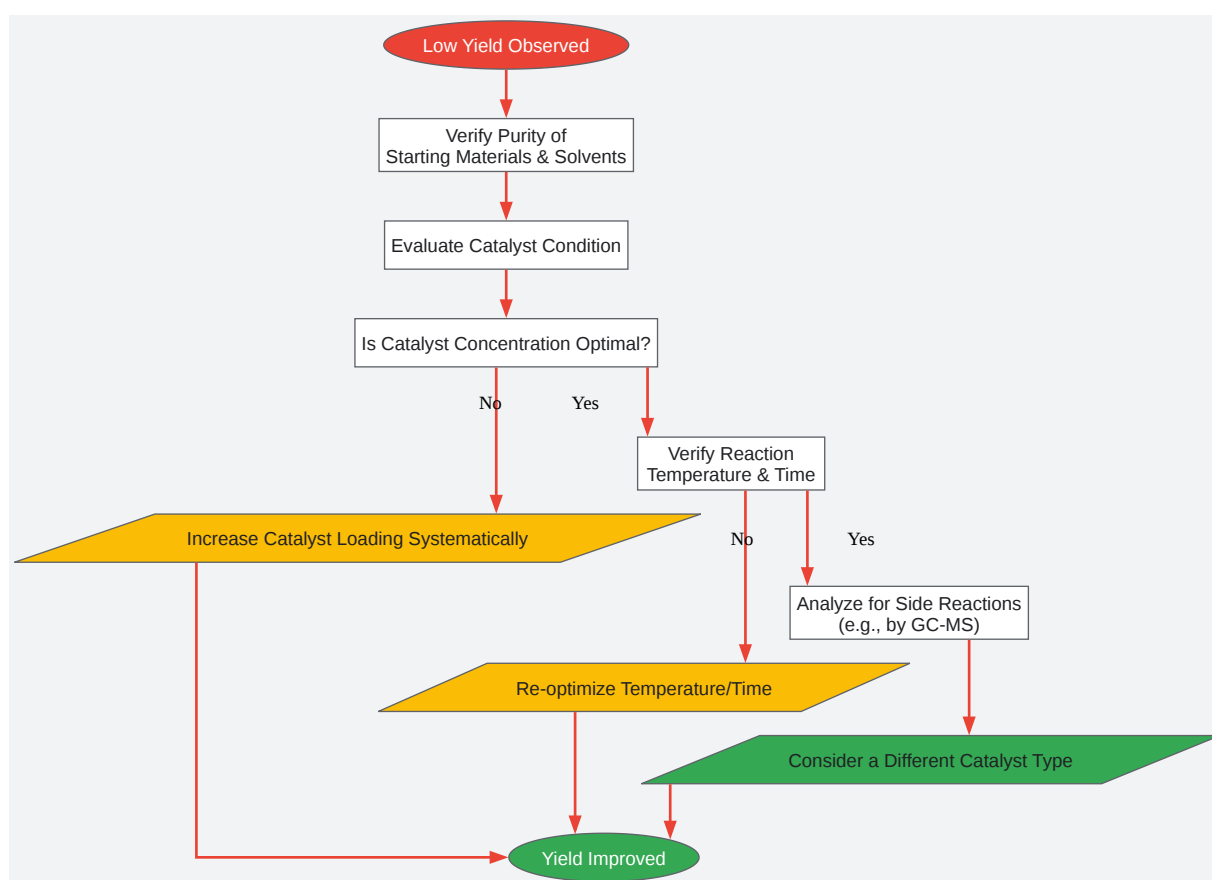 Low Yield Observed
Verify Purity of
Starting Materials & Solvents
Evaluate Catalyst Condition
Is Catalyst Concentration Optimal?
No
Yes
Verify Reaction
Temperature & Time
Increase Catalyst Loading Systematically
No
Yes
Analyze for Side Reactions
(e.g., by GC-MS)
Re-optimize Temperature/Time
Consider a Different Catalyst Type
Yield Improved